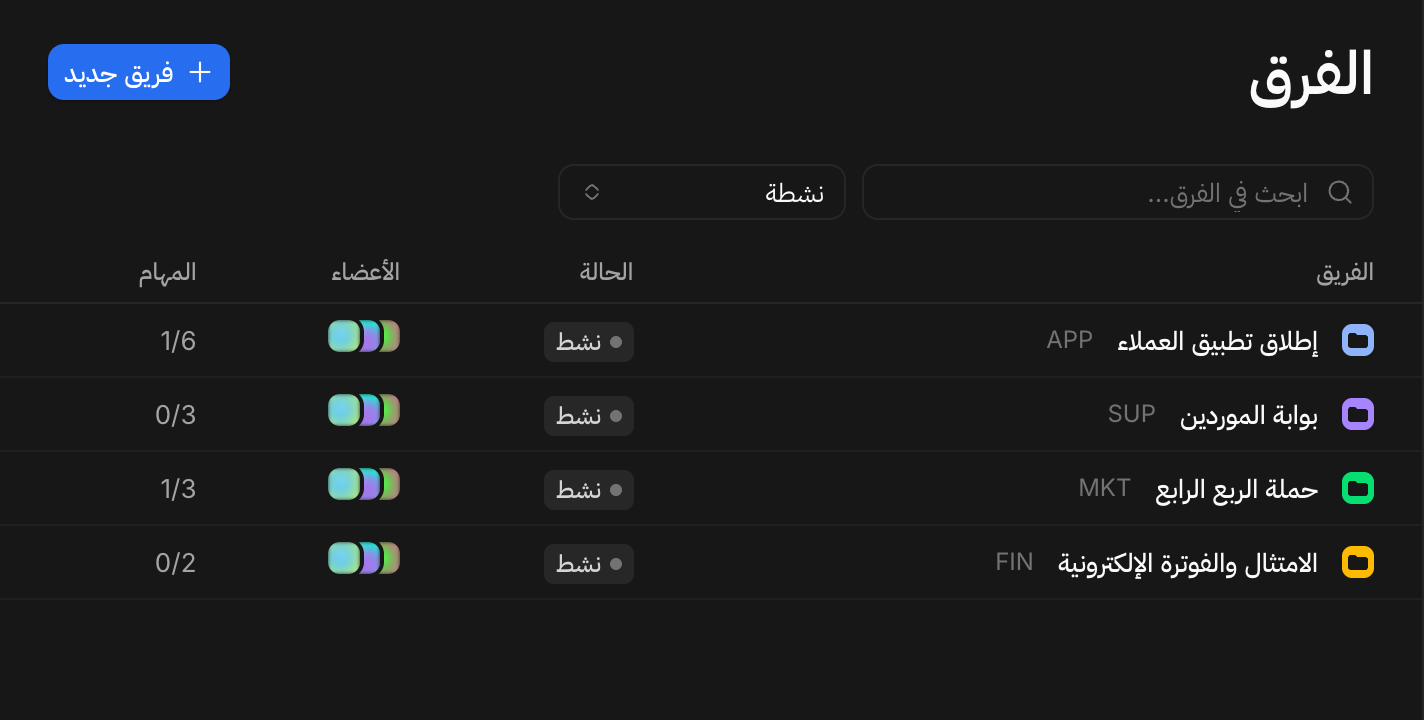 الفرق
فريق جديد
ابحث في الفرق...
نشطة
الفريق الحالة الأعضاء المهام
إطلاق تطبيق العملاء APP نشط 1/6
بوابة الموردين SUP نشط 0/3
حملة الربع الرابع MKT نشط 1/3
الامتثال والفوترة الإلكترونية FIN نشط 0/2